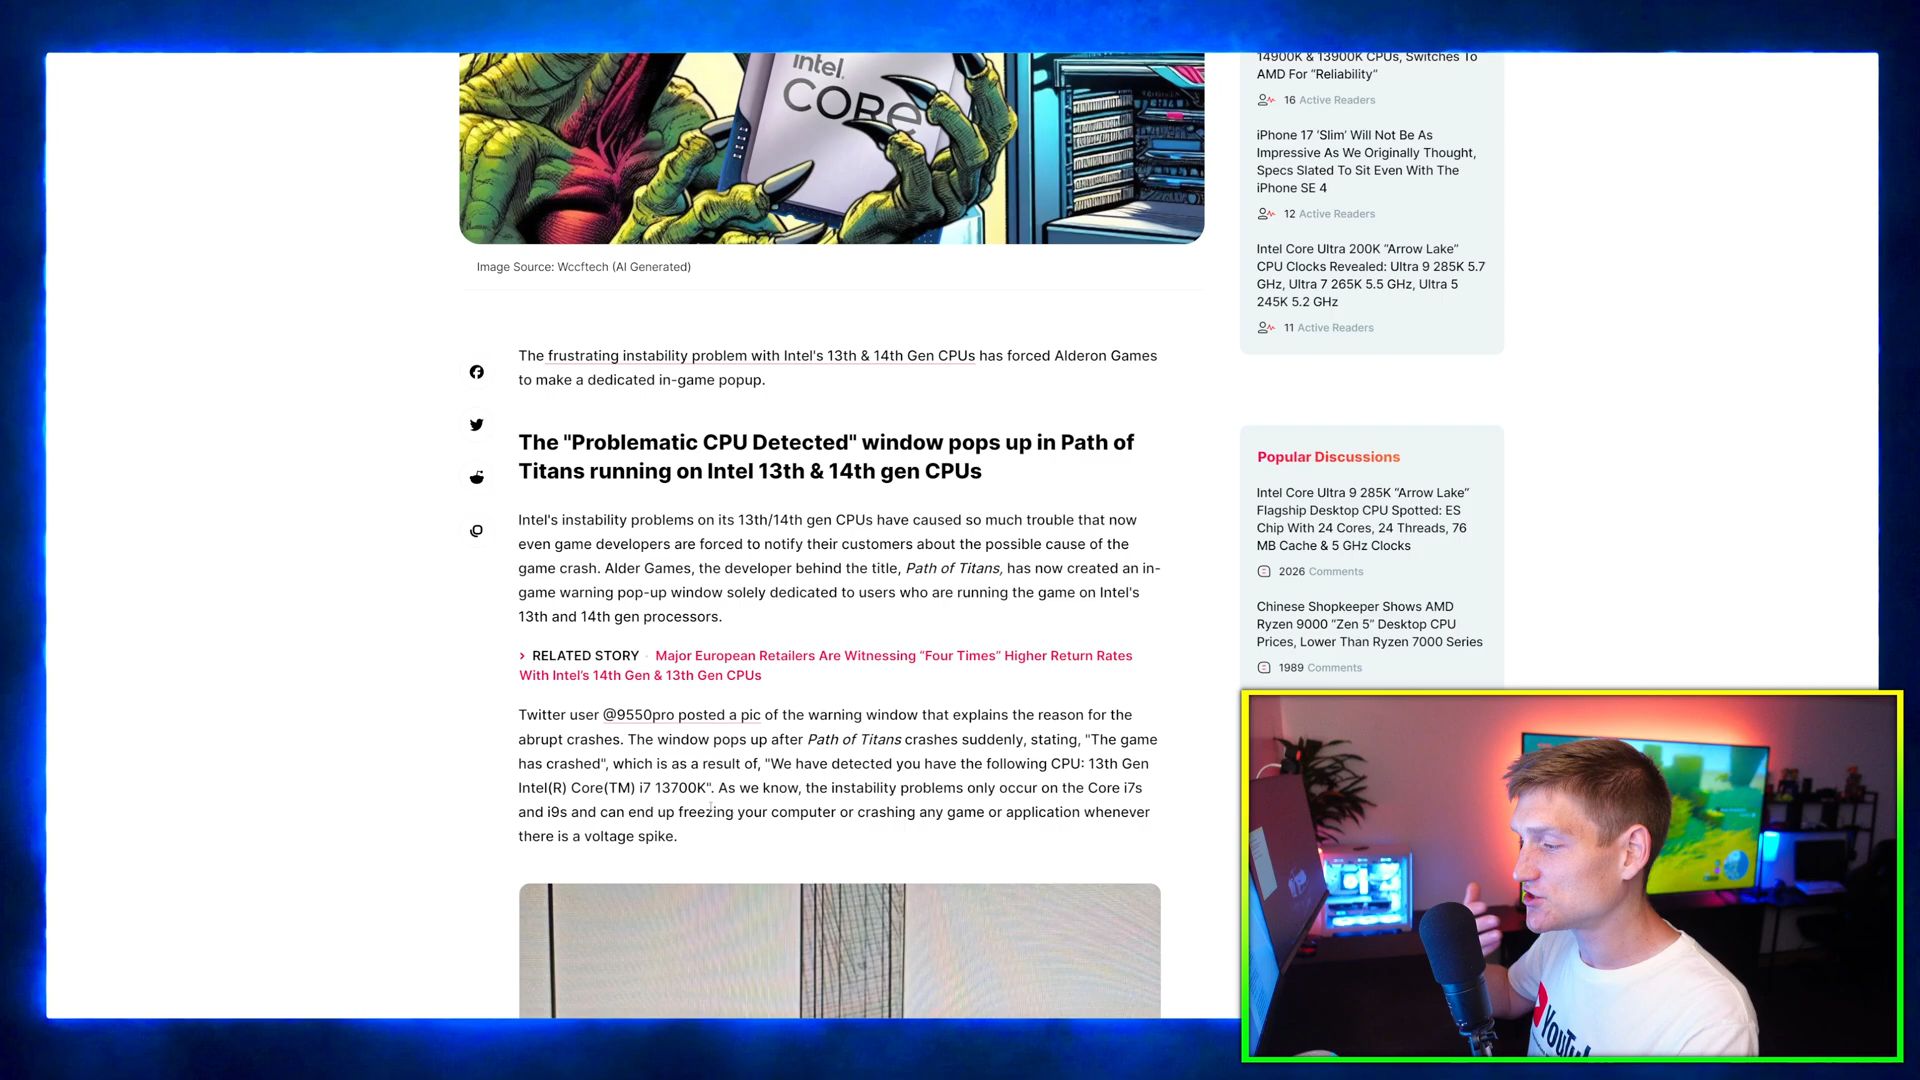 intel.
CORE
Image Source: Wccftech (AI Generated)
The frustrating instability problem with Intel's 13th & 14th Gen CPUs has forced Alderon Games
to make a dedicated in-game popup.
The "Problematic CPU Detected" window pops up in Path of
Titans running on Intel 13th & 14th gen CPUs
Intel's instability problems on its 13th/14th gen CPUs have caused so much trouble that now
even game developers are forced to notify their customers about the possible cause of the
game crash. Alder Games, the developer behind the title, Path of Titans, has now created an in-
game warning pop-up window solely dedicated to users who are running the game on Intel's
13th and 14th gen processors.
> RELATED STORY · Major European Retailers Are Witnessing “Four Times” Higher Return Rates
With Intel’s 14th Gen & 13th Gen CPUs
Twitter user @9550pro posted a pic of the warning window that explains the reason for the
abrupt crashes. The window pops up after Path of Titans crashes suddenly, stating, "The game
has crashed", which is as a result of, "We have detected you have the following CPU: 13th Gen
Intel(R) Core(TM) i7 13700K". As we know, the instability problems only occur on the Core i7s
and i9s and can end up freezing your computer or crashing any game or application whenever
there is a voltage spike.
14900K & 13900K CPUs, Switches To
AMD For “Reliability”
16 Active Readers
iPhone 17 ‘Slim’ Will Not Be As
Impressive As We Originally Thought,
Specs Slated To Sit Even With The
iPhone SE 4
12 Active Readers
Intel Core Ultra 200K “Arrow Lake”
CPU Clocks Revealed: Ultra 9 285K 5.7
GHz, Ultra 7 265K 5.5 GHz, Ultra 5
245K 5.2 GHz
11 Active Readers
Popular Discussions
Intel Core Ultra 9 285K “Arrow Lake”
Flagship Desktop CPU Spotted: ES
Chip With 24 Cores, 24 Threads, 76
MB Cache & 5 GHz Clocks
2026 Comments
Chinese Shopkeeper Shows AMD
Ryzen 9000 “Zen 5” Desktop CPU
Prices, Lower Than Ryzen 7000 Series
1989 Comments
YouTu